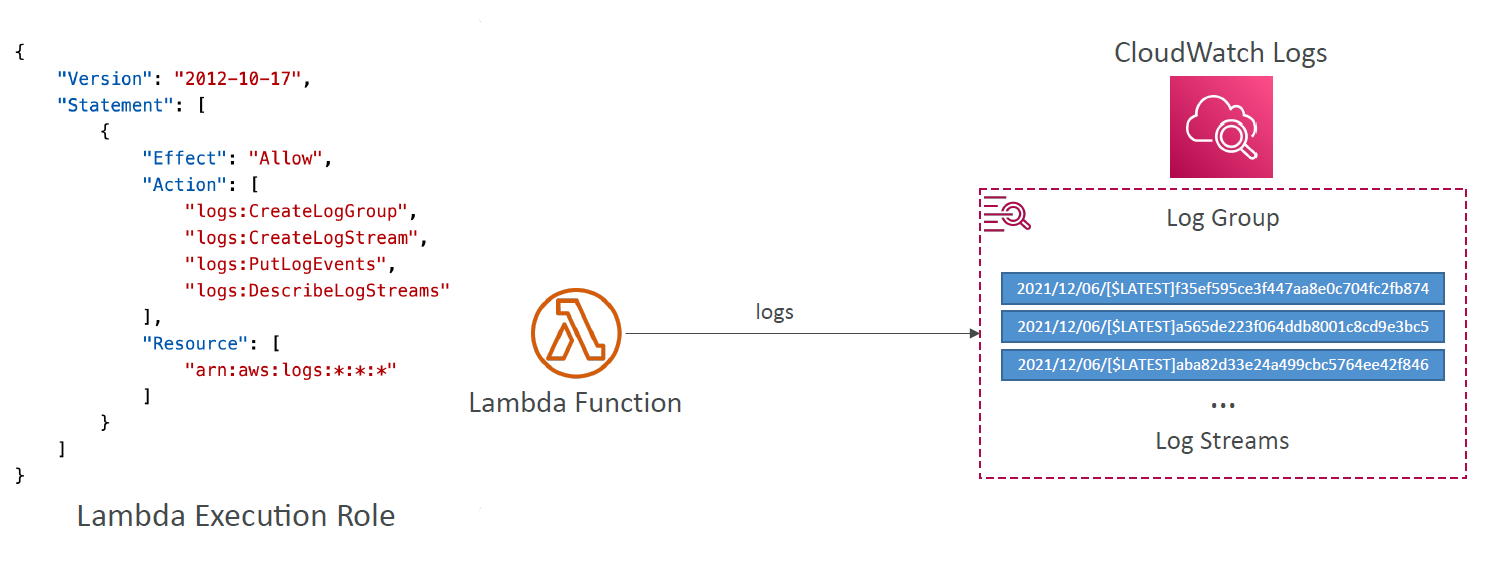 {
"Version": "2012-10-17",
"Statement": [
{
"Effect": "Allow",
"Action": [
"logs:CreateLogGroup",
"logs:CreateLogStream",
"logs:PutLogEvents",
"logs:DescribeLogStreams"
],
"Resource": [
"arn:aws:logs:*:*:*"
]
}
]
}
Lambda Execution Role
Lambda Function
logs
CloudWatch Logs
Log Group
2021/12/06/[$LATEST]f35ef595ce3f447aa8e0c704fc2fb874
2021/12/06/[$LATEST]a565de223f064ddb8001c8cd9e3bc5
2021/12/06/[$LATEST]aba82d33e24a499cbc5764ee42f846
...
Log Streams